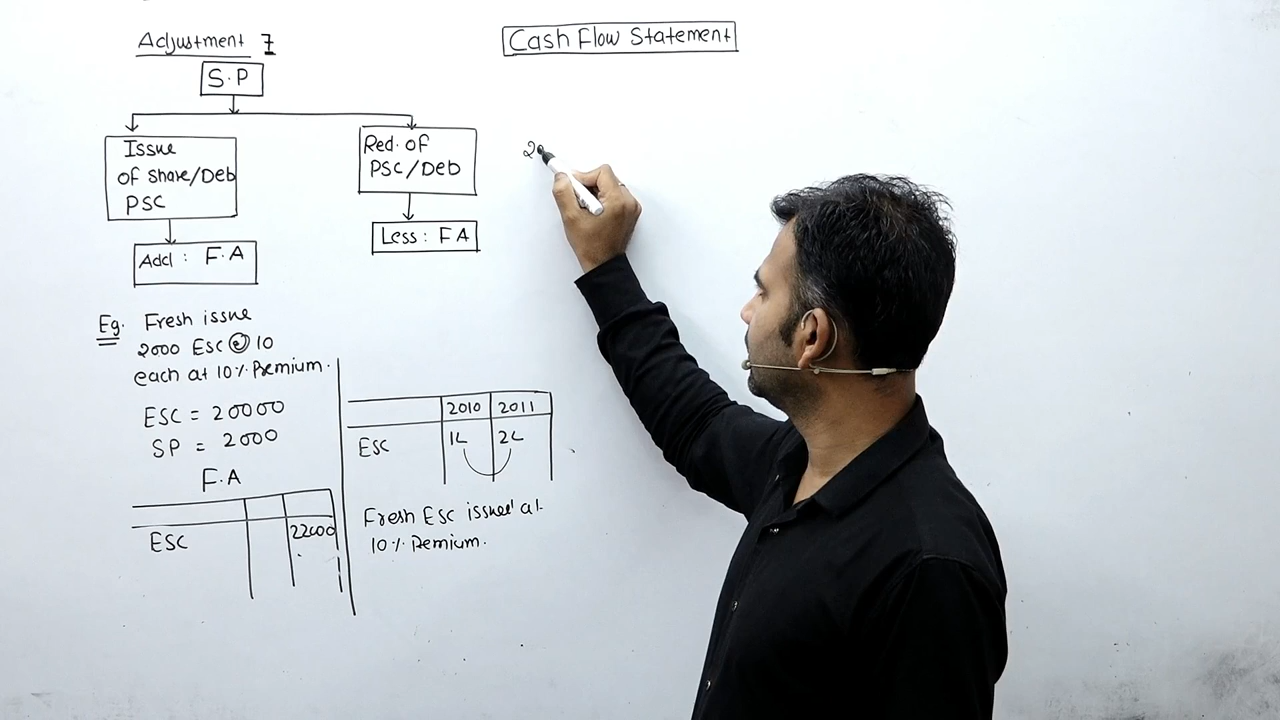 Adjustment 7
Cash Flow Statement
S.P
Issue
of share/Deb
PSC
Red. of
PSC/Deb
Add : F.A
Less : F A
20
Eg. Fresh issue
2000 ESC @ 10
each at 10% Premium.
ESC = 20000
SP = 2000
F.A
ESC 22000
2010 2011
ESC 1L 2L
Fresh ESC issued at
10% Premium.